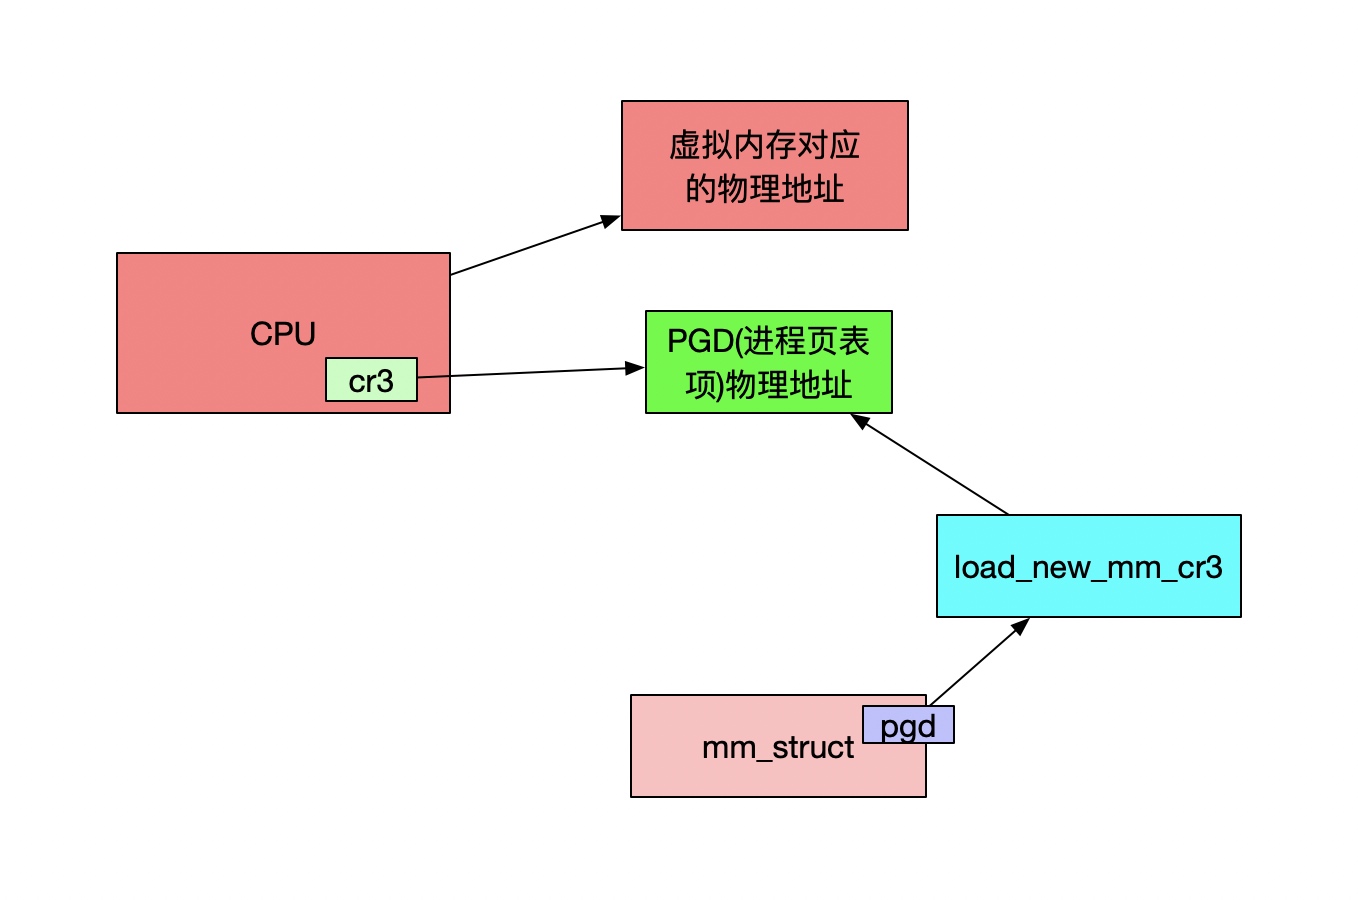 虚拟内存对应
的物理地址
CPU
cr3
PGD(进程页表
项)物理地址
load_new_mm_cr3
pgd
mm_struct